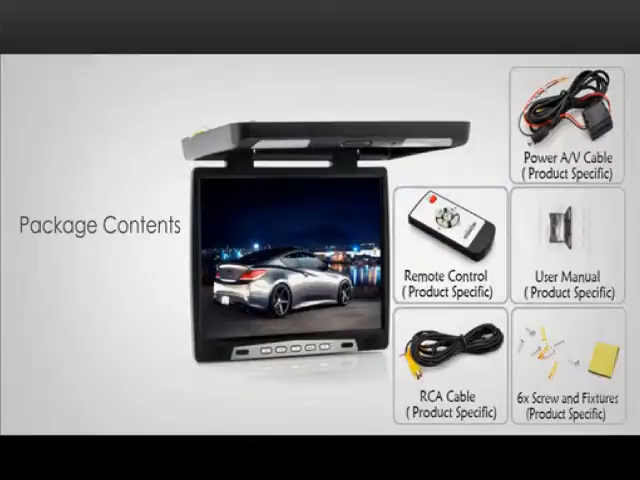 Package Contents
Power A/V Cable
( Product Specific)
Remote Control
( Product Specific)
User Manual
( Product Specific)
RCA Cable
( Product Specific)
6x Screw and Fixtures
(Product Specific)